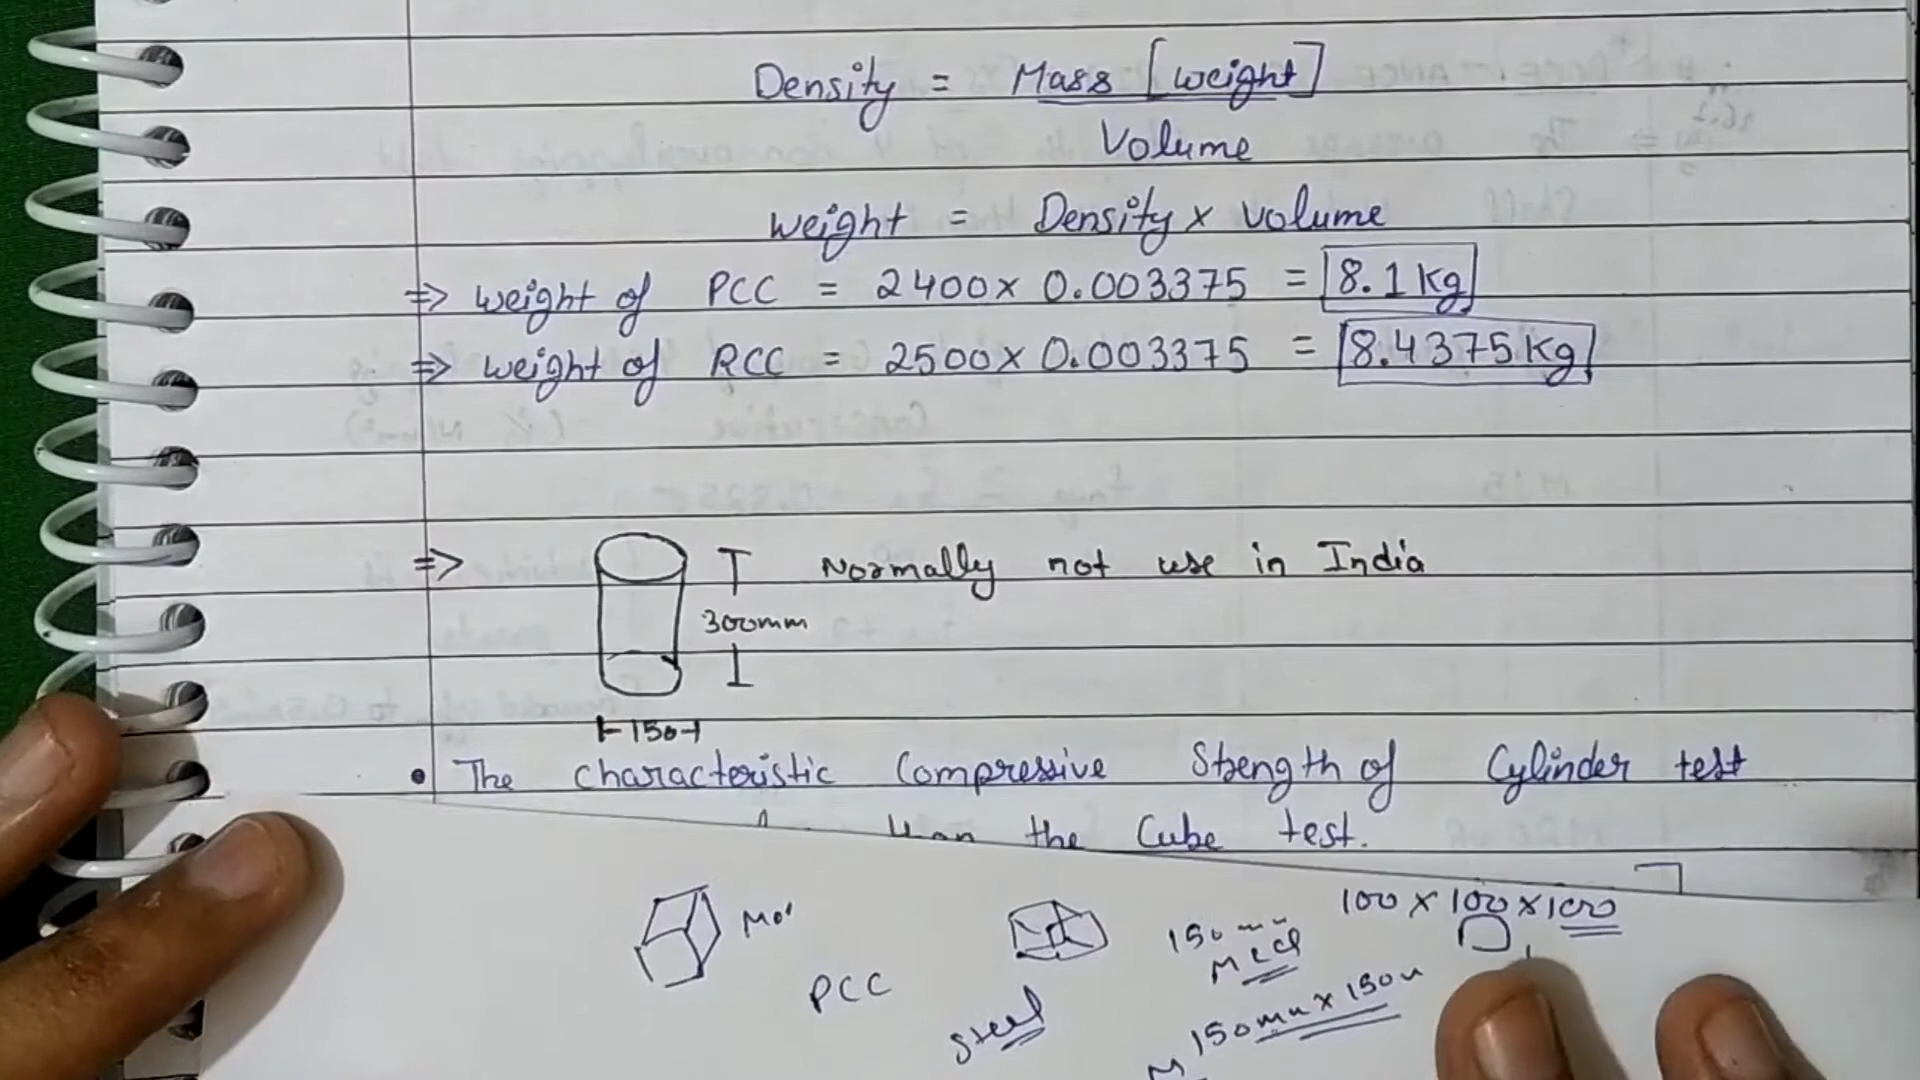 Density = Mass [weight]
Volume
weight = Density x volume
=> weight of PCC = 2400 x 0.003375 = 8.1 kg
=> weight of RCC = 2500 x 0.003375 = 8.4375 kg
=> T Normally not use in India
300mm
150
• The characteristic Compressive Strength of Cylinder test
than the Cube test.
100 x 100 x 100
150mm
PCC
Steel